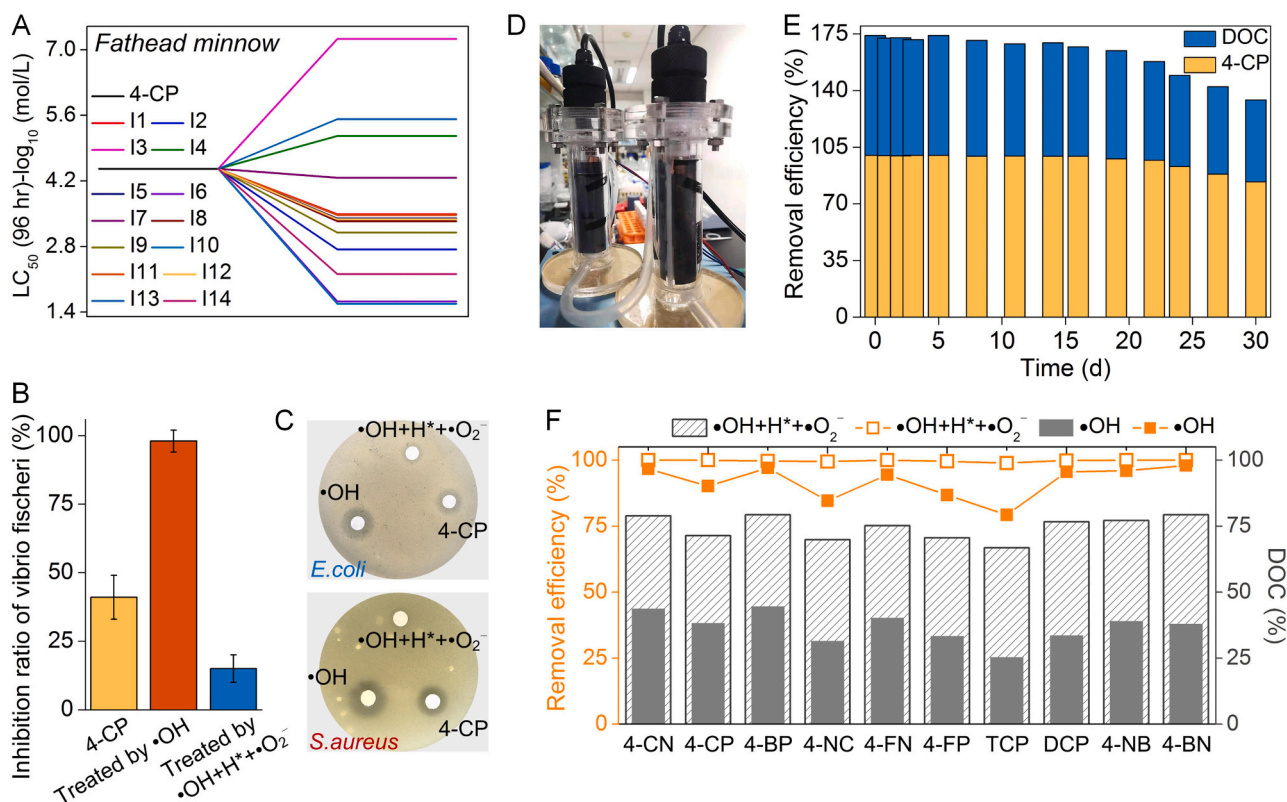 A
Fathead minnow
LC50 (96 hr)-log10 (mol/L)
7.0
5.6
4.2
2.8
1.4
4-CP
I1 I2
I3 I4
I5 I6
I7 I8
I9 I10
I11 I12
I13 I14
B
Inhibition ratio of vibrio fischeri (%)
100
75
50
25
0
4-CP
Treated by •OH
Treated by
•OH+H*+•O2−
C
•OH+H*+•O2−
•OH
4-CP
E.coli
•OH+H*+•O2−
•OH
4-CP
S.aureus
D
E
Removal efficiency (%)
175
140
105
70
35
0
DOC
4-CP
0 5 10 15 20 25 30
Time (d)
F
•OH+H*+•O2− •OH+H*+•O2− •OH •OH
Removal efficiency (%)
100
75
50
25
0
100
75
50
25
0
DOC (%)
4-CN 4-CP 4-BP 4-NC 4-FN 4-FP TCP DCP 4-NB 4-BN